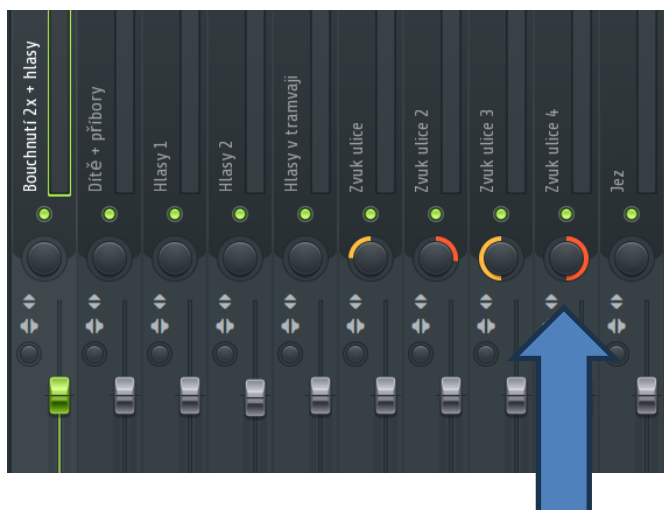 Bouchnutí 2x + hlasy
Dítě + příbory
Hlasy 1
Hlasy 2
Hlasy v tramvaji
Zvuk ulice
Zvuk ulice 2
Zvuk ulice 3
Zvuk ulice 4
Jez